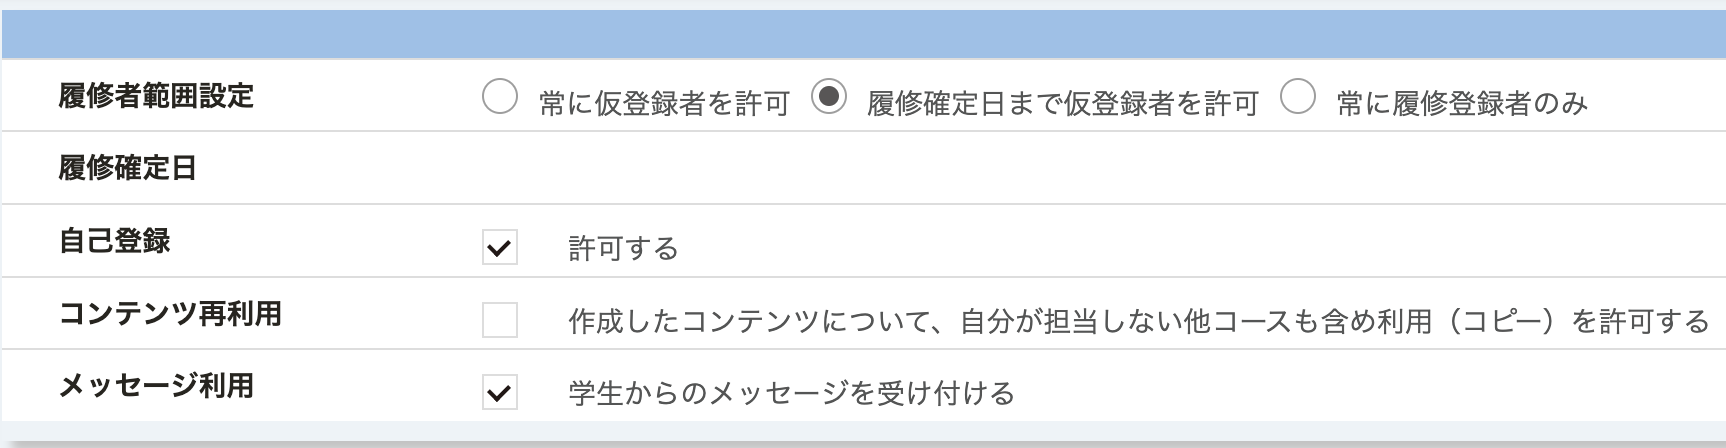 履修者範囲設定 常に仮登録者を許可 履修確定日まで仮登録者を許可 常に履修登録者のみ
履修確定日
自己登録 許可する
コンテンツ再利用 作成したコンテンツについて、自分が担当しない他コースも含め利用（コピー）を許可する
メッセージ利用 学生からのメッセージを受け付ける